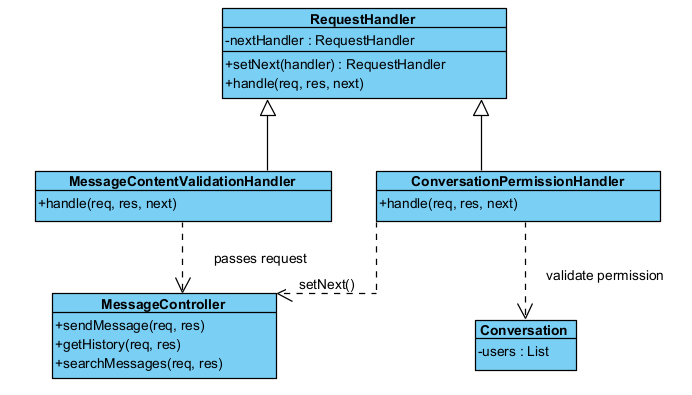 RequestHandler
-nextHandler : RequestHandler
+setNext(handler) : RequestHandler
+handle(req, res, next)
MessageContentValidationHandler
+handle(req, res, next)
ConversationPermissionHandler
+handle(req, res, next)
passes request
setNext()
validate permission
MessageController
+sendMessage(req, res)
+getHistory(req, res)
+searchMessages(req, res)
Conversation
-users : List